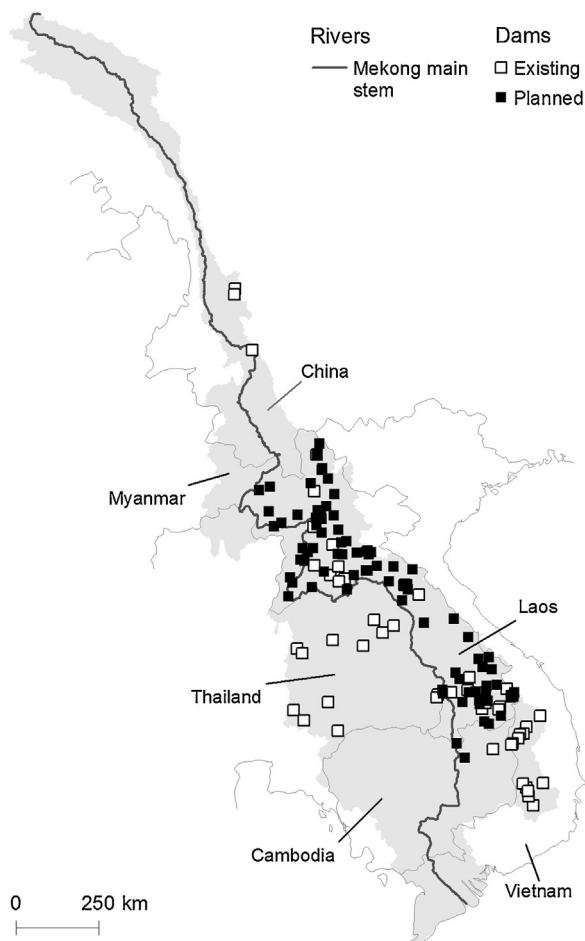 Rivers
Mekong main
stem
Dams
Existing
Planned
China
Myanmar
Laos
Thailand
Cambodia
Vietnam
0 250 km